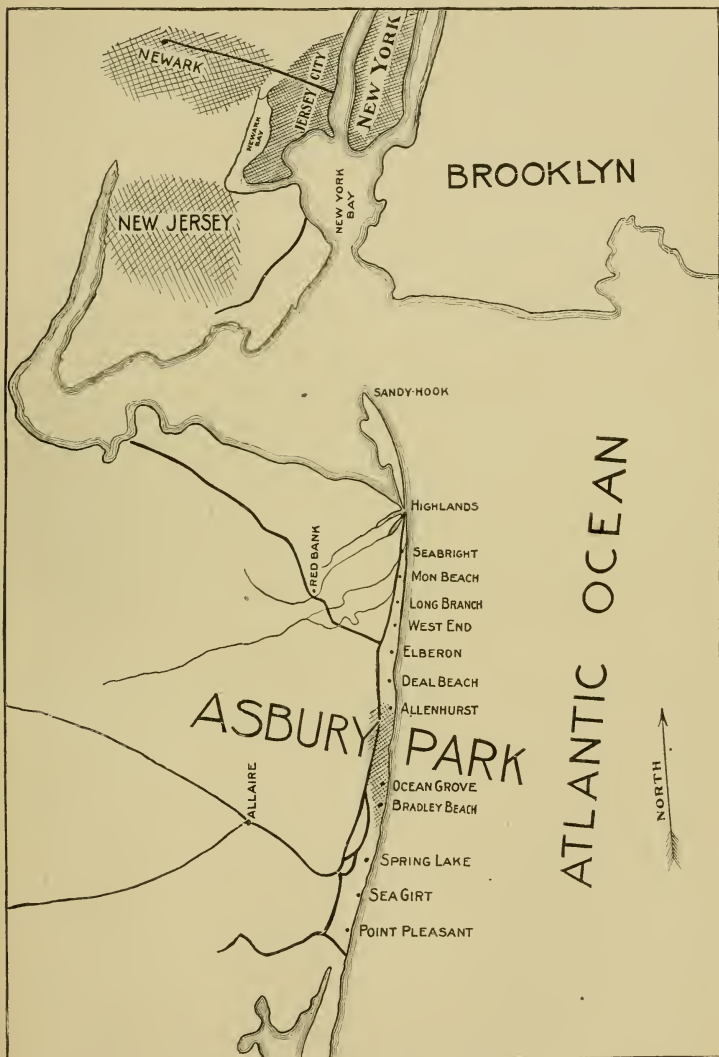 NEWARK
JERSEY CITY
NEW YORK
NEWARK BAY
BROOKLYN
NEW YORK BAY
NEW JERSEY
SANDY-HOOK
HIGHLANDS
RED BANK
SEABRIGHT
MON BEACH
LONG BRANCH
WEST END
ELBERON
DEAL BEACH
ALLENHURST
ASBURY PARK
OCEAN GROVE
BRADLEY BEACH
ALLAIRE
SPRING LAKE
SEA GIRT
POINT PLEASANT
ATLANTIC OCEAN
NORTH